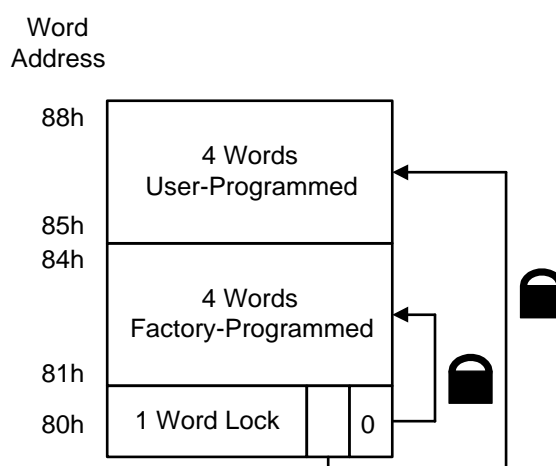 Word
Address
88h
4 Words
User-Programmed
85h
84h
4 Words
Factory-Programmed
81h
80h
1 Word Lock
0